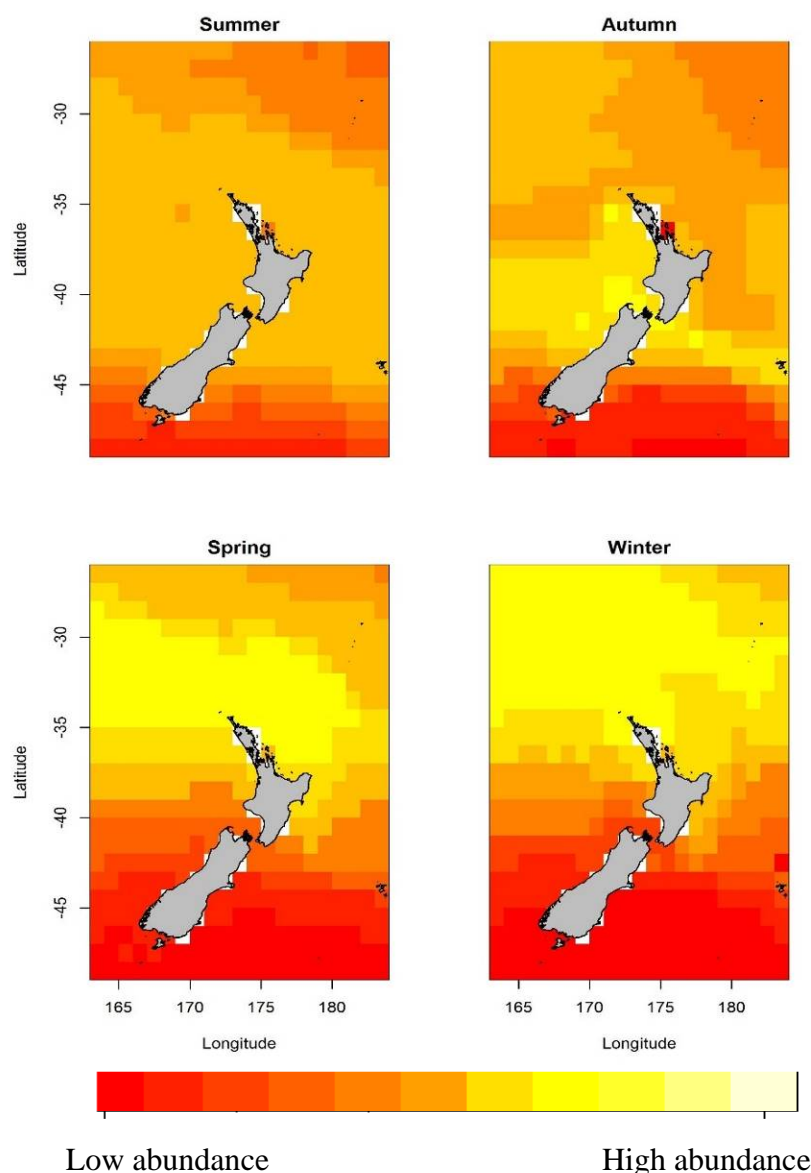 Summer
Autumn
-30
-35
-40
-45
Latitude
Spring
Winter
-30
-35
-40
-45
Latitude
165 170 175 180 165 170 175 180
Longitude Longitude
Low abundance High abundance